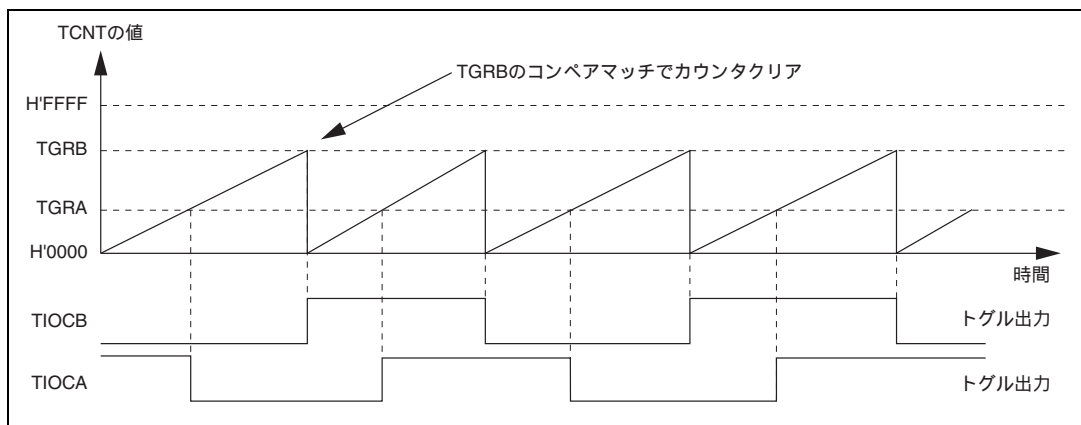 TCNTの値
TGRBのコンペアマッチでカウンタクリア
H'FFFF
TGRB
TGRA
H'0000
時間
TIOCB
トグル出力
TIOCA
トグル出力